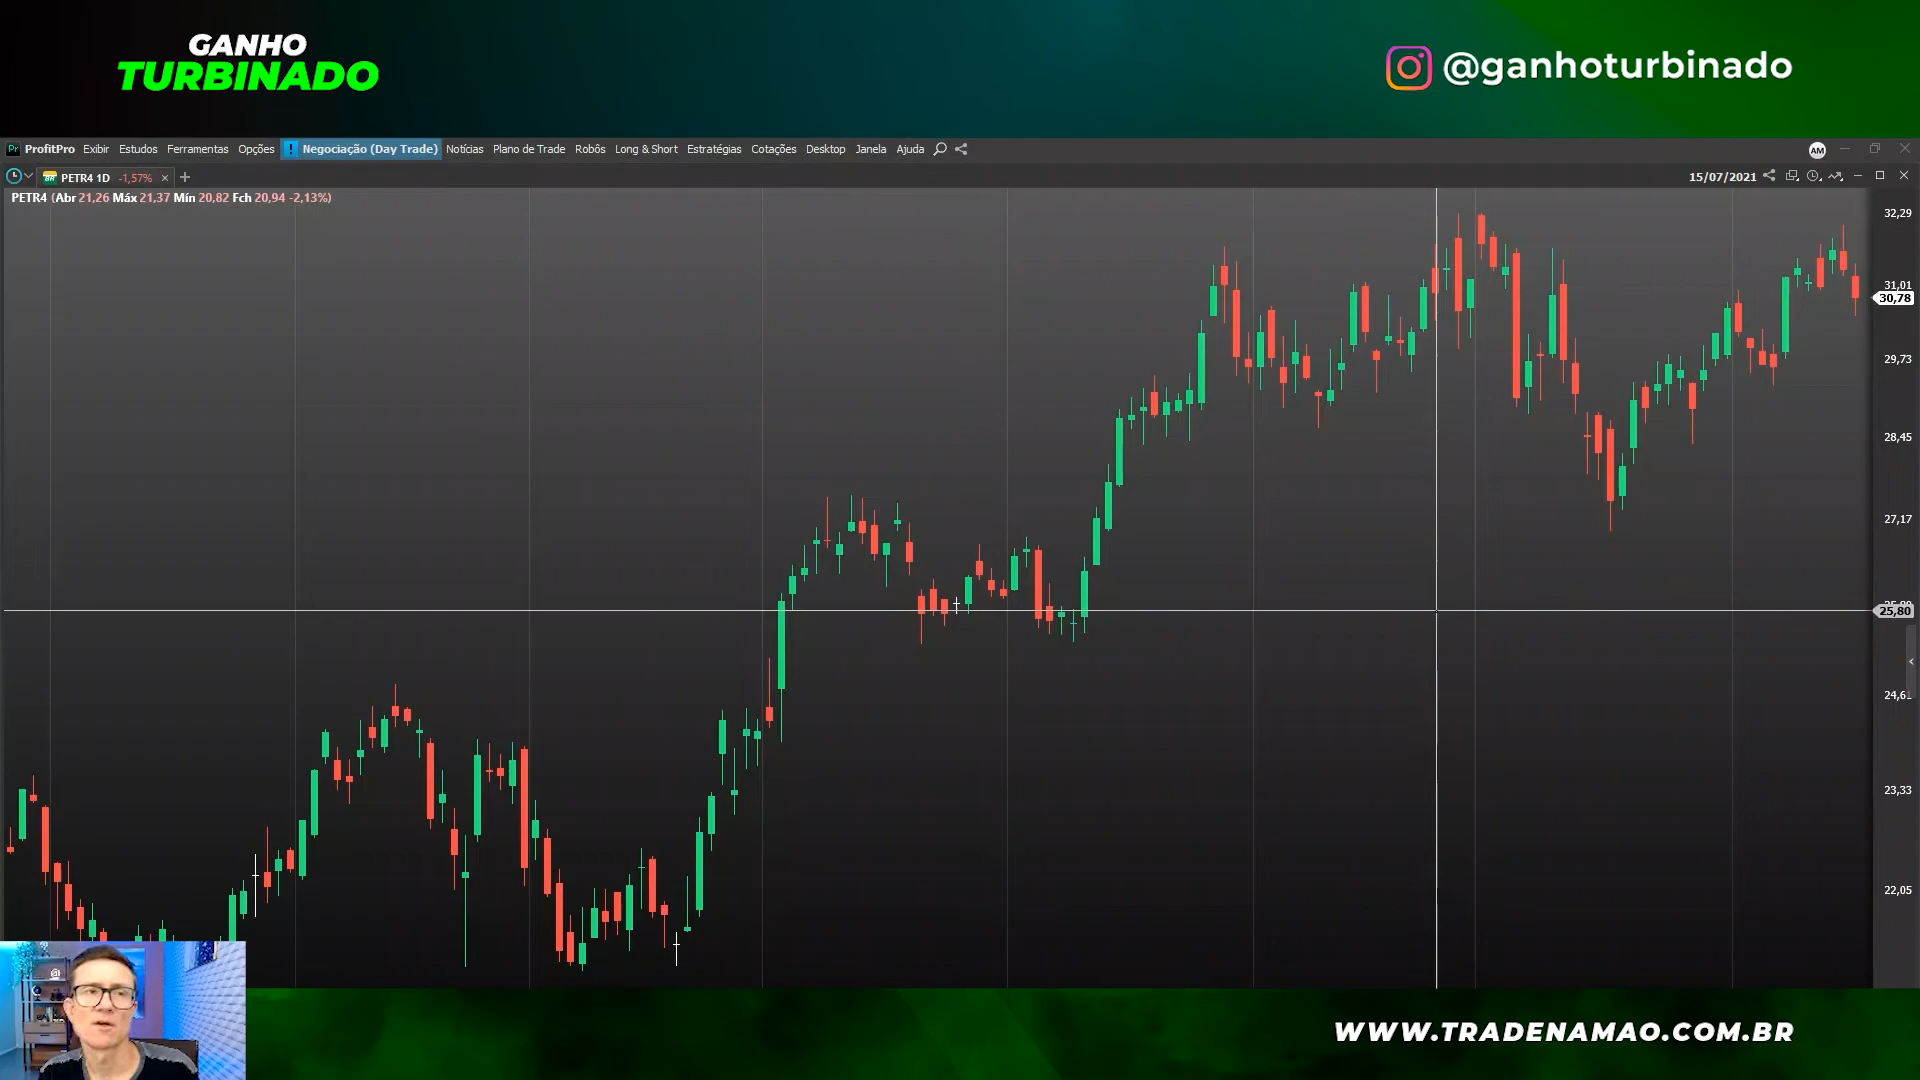 GANHO
TURBINADO
@ganhoturbinado
ProfitPro Exibir Estudos Ferramentas Opções ! Negociação (Day Trade) Notícias Plano de Trade Robôs Long & Short Estratégias Cotações Desktop Janela Ajuda AM
PETR4 1D -1,57% 15/07/2021
PETR4 (Abr 21,26 Máx 21,37 Mín 20,82 Fch 20,94 -2,13%)
32,29
31,01
30,78
29,73
28,45
27,17
25,80
24,61
23,33
22,05
WWW.TRADENAMAO.COM.BR